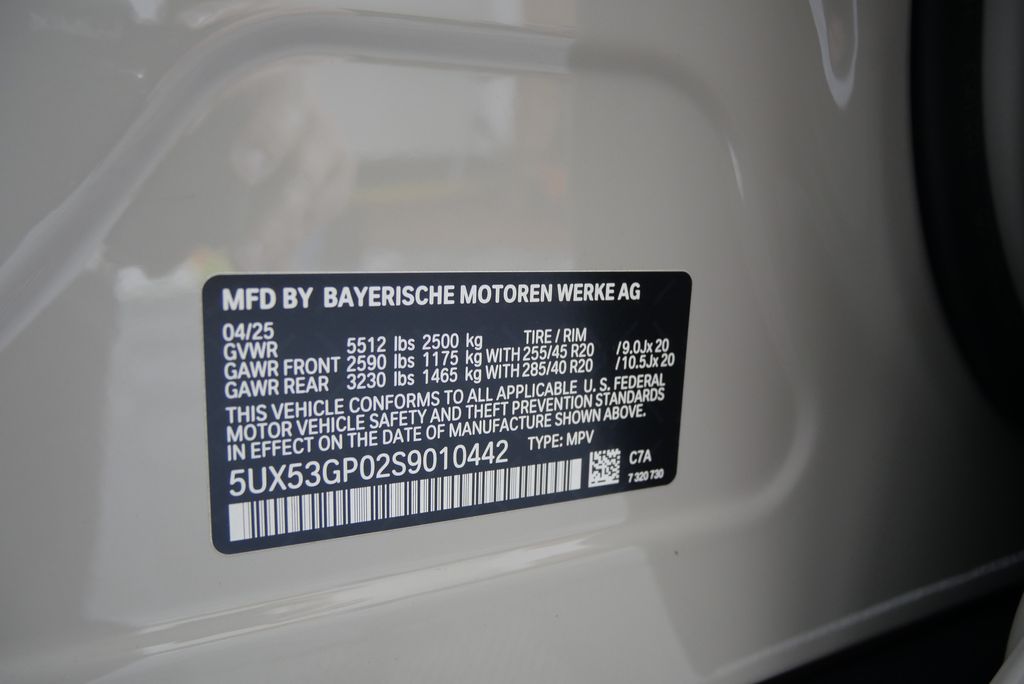 MFD BY BAYERISCHE MOTOREN WERKE AG
04/25
GVWR 5512 lbs 2500 kg TIRE / RIM
GAWR FRONT 2590 lbs 1175 kg WITH 255/45 R20 /9.0Jx20
GAWR REAR 3230 lbs 1465 kg WITH 285/40 R20 /10.5Jx20
THIS VEHICLE CONFORMS TO ALL APPLICABLE U. S. FEDERAL
MOTOR VEHICLE SAFETY AND THEFT PREVENTION STANDARDS
IN EFFECT ON THE DATE OF MANUFACTURE SHOWN ABOVE.
5UX53GP02S9010442 TYPE: MPV
C7A
7 320 730